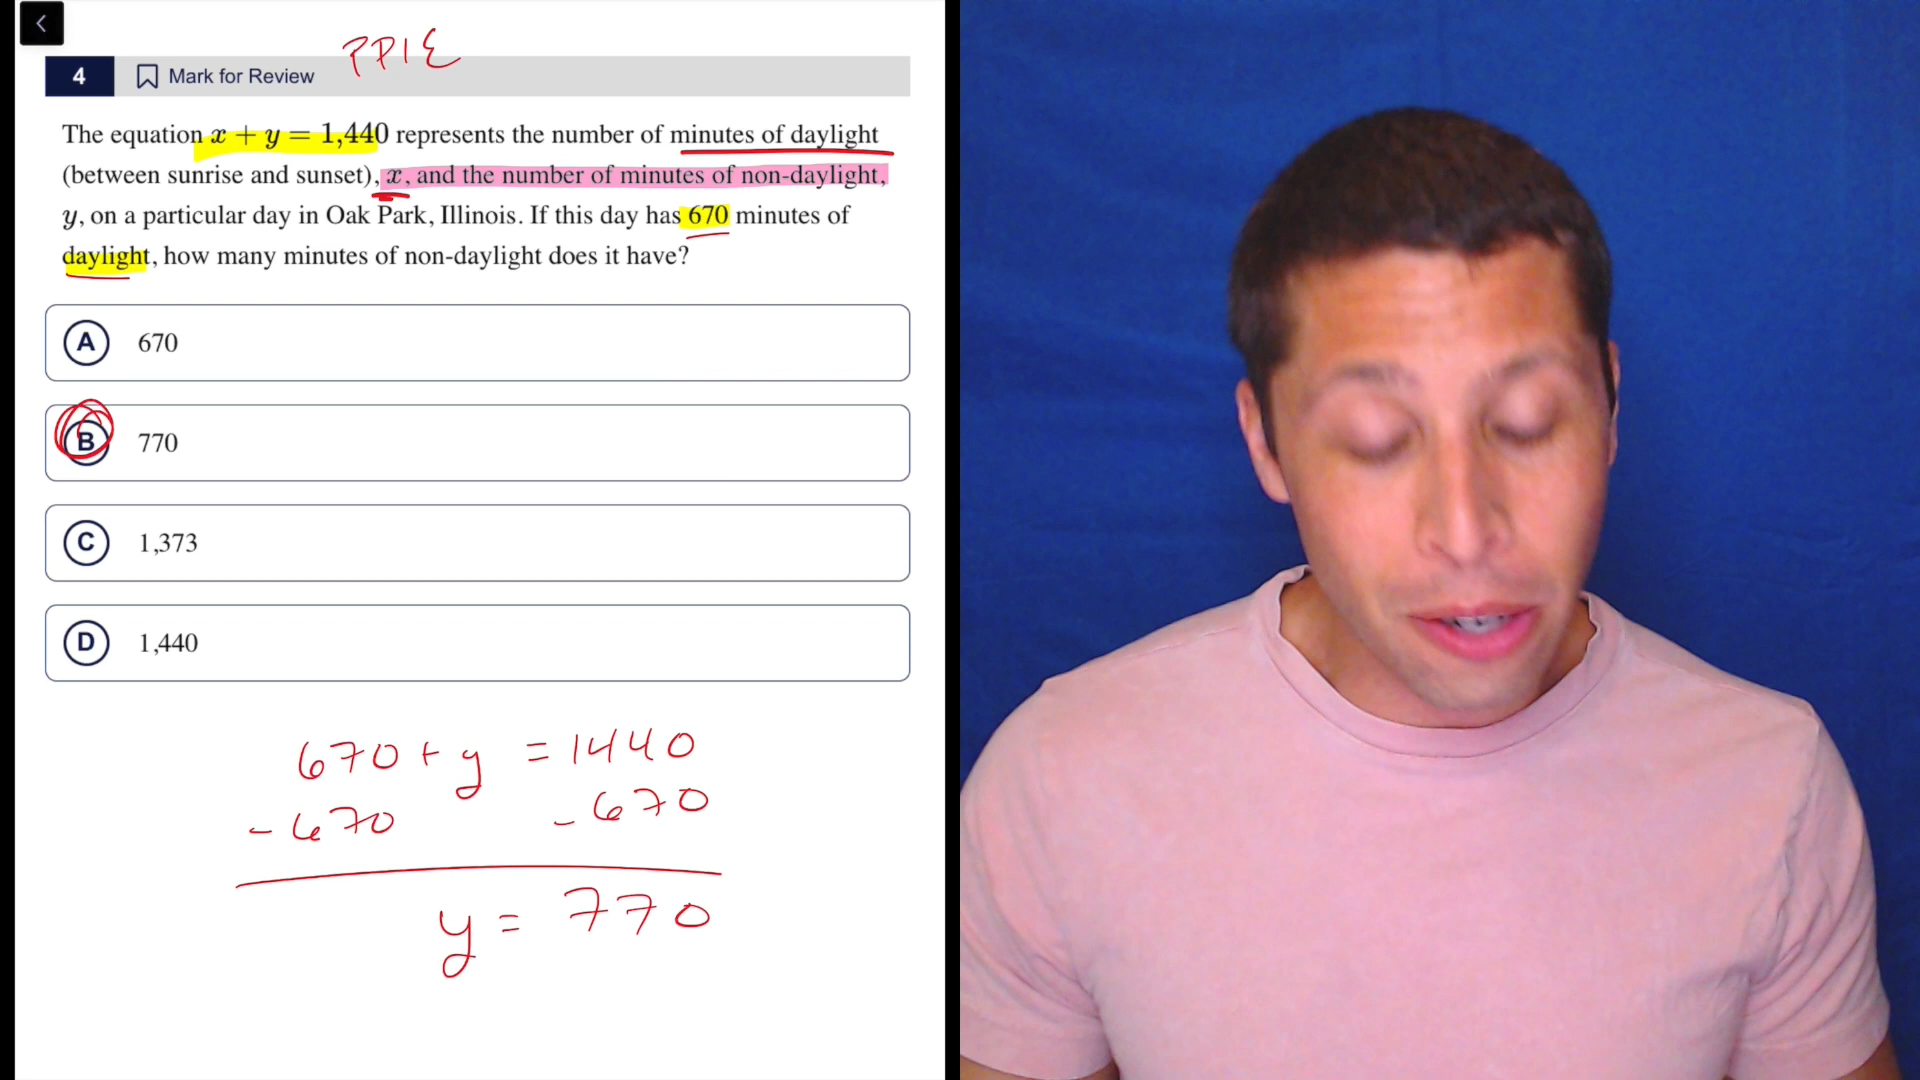 PPIE
4 Mark for Review
The equation x + y = 1,440 represents the number of minutes of daylight
(between sunrise and sunset), x, and the number of minutes of non-daylight,
y, on a particular day in Oak Park, Illinois. If this day has 670 minutes of
daylight, how many minutes of non-daylight does it have?
A 670
B 770
C 1,373
D 1,440
670 + y = 1440
- 670 - 670
y = 770